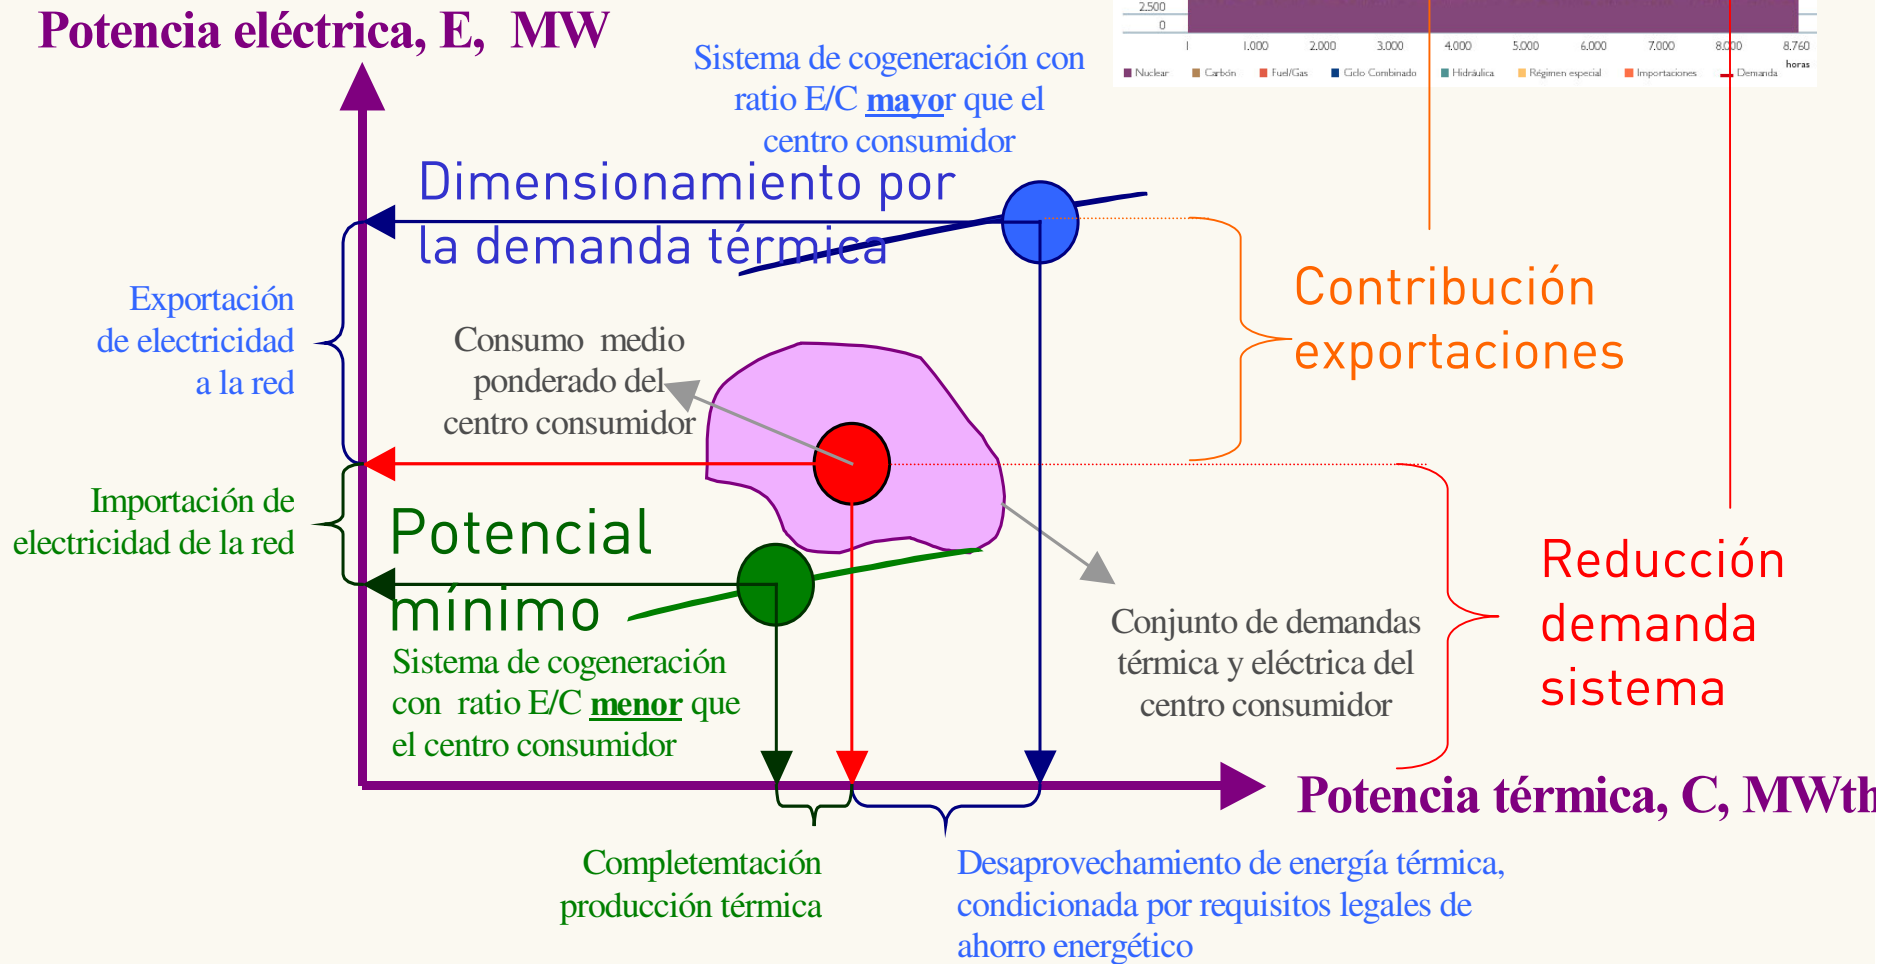 Potencia eléctrica, E, MW
2.500
0
1 1.000 2.000 3.000 4.000 5.000 6.000 7.000 8.000 8.760
horas
Nuclear Carbón Fuel/Gas Ciclo Combinado Hidráulica Régimen especial Importaciones Demanda
Sistema de cogeneración con
ratio E/C mayor que el
centro consumidor
Dimensionamiento por
la demanda térmica
Exportación
de electricidad
a la red
Consumo medio
ponderado del
centro consumidor
Contribución
exportaciones
Importación de
electricidad de la red
Potencial
mínimo
Sistema de cogeneración
con ratio E/C menor que
el centro consumidor
Conjunto de demandas
térmica y eléctrica del
centro consumidor
Reducción
demanda
sistema
Potencia térmica, C, MWth
Completemtación
producción térmica
Desaprovechamiento de energía térmica,
condicionada por requisitos legales de
ahorro energético